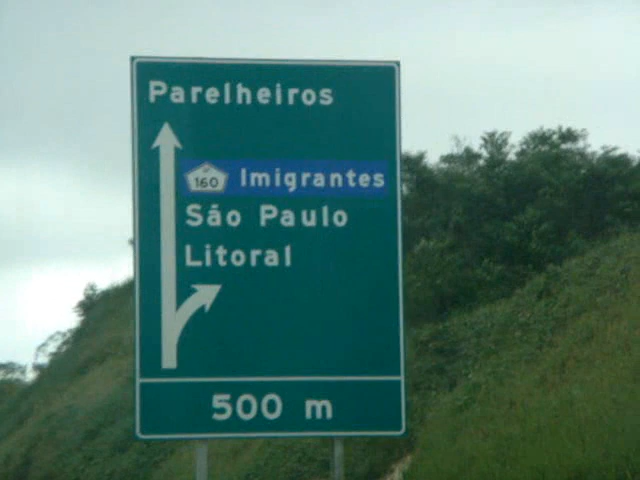 Parelheiros
160 Imigrantes
São Paulo
Litoral
500 m